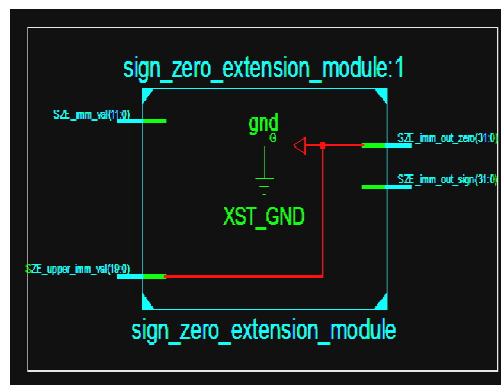 sign_zero_extension_module:1
SZE_imm_val(11:0)
gnd
G
SZE_imm_out_zero(31:0)
SZE_imm_out_sign(31:0)
XST_GND
SZE_upper_imm_val(19:0)
sign_zero_extension_module